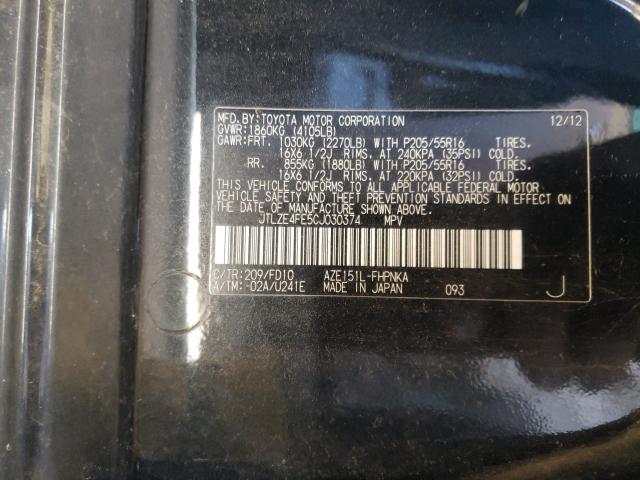 MFD. BY: TOYOTA MOTOR CORPORATION 12/12
GVWR: 1860KG (4105LB)
GAWR: FRT. 1030KG (2270LB) WITH P205/55R16 TIRES.
16X6 1/2J RIMS. AT 240KPA (35PSI) COLD.
RR. 855KG (1880LB) WITH P205/55R16 TIRES.
16X6 1/2J RIMS. AT 220KPA (32PSI) COLD.
THIS VEHICLE CONFORMS TO ALL APPLICABLE FEDERAL MOTOR
VEHICLE SAFETY AND THEFT PREVENTION STANDARDS IN EFFECT ON
THE DATE OF MANUFACTURE SHOWN ABOVE.
JTLZE4FE5CJ030374 MPV
C/TR: 209/FD10 AZE151L-FHPNKA
A/TM: -02A/U241E MADE IN JAPAN 093 J